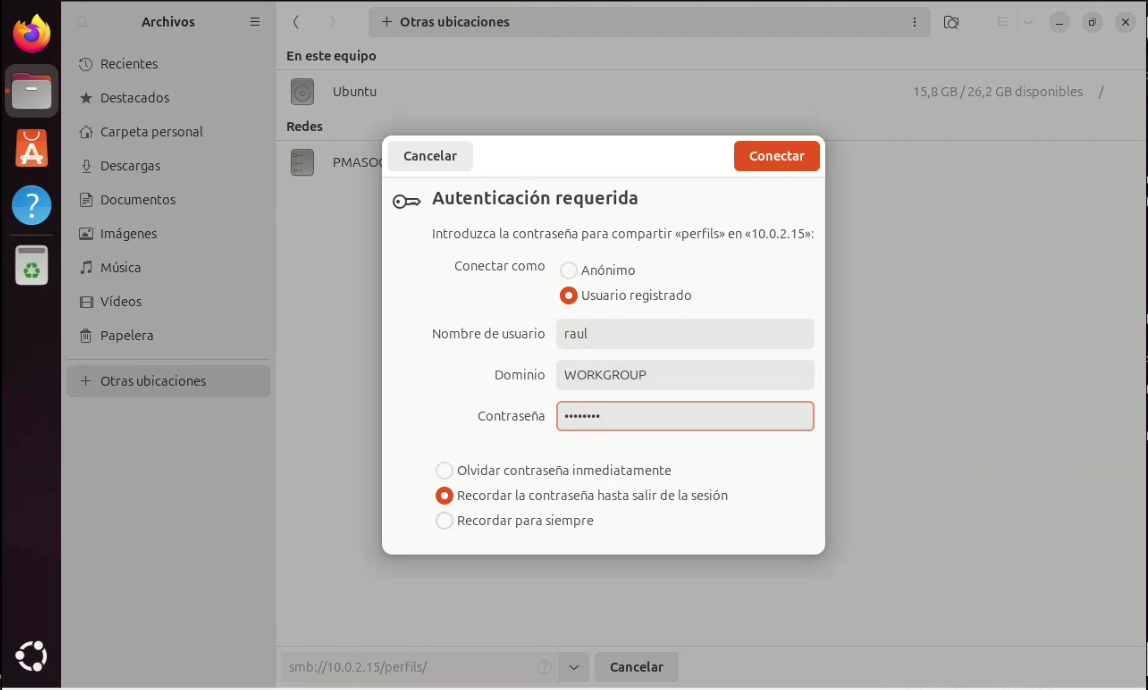 Archivos
Otras ubicaciones
Recientes
Destacados
Carpeta personal
Descargas
Documentos
Imágenes
Música
Vídeos
Papelera
Otras ubicaciones
En este equipo
Ubuntu 15,8 GB / 26,2 GB disponibles /
Redes
Cancelar Conectar
Autenticación requerida
Introduzca la contraseña para compartir «perfils» en «10.0.2.15»:
Conectar como
Anónimo
Usuario registrado
Nombre de usuario raul
Dominio WORKGROUP
Contraseña ••••••••
Olvidar contraseña inmediatamente
Recordar la contraseña hasta salir de la sesión
Recordar para siempre
smb://10.0.2.15/perfils/ Cancelar